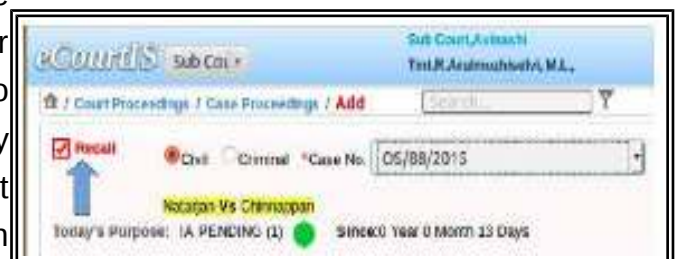 eCourtIS Sub Cou
Sub Court,Avinashi
Tmt.R.Arulmozhiselvi, M.L.,
/ Court Proceedings / Case Proceedings / Add Search...
Recall Civil Criminal *Case No. OS/88/2015
Natarjan Vs Chinnappan
Today's Purpose: IA PENDING (1) Since:0 Year 0 Month 13 Days